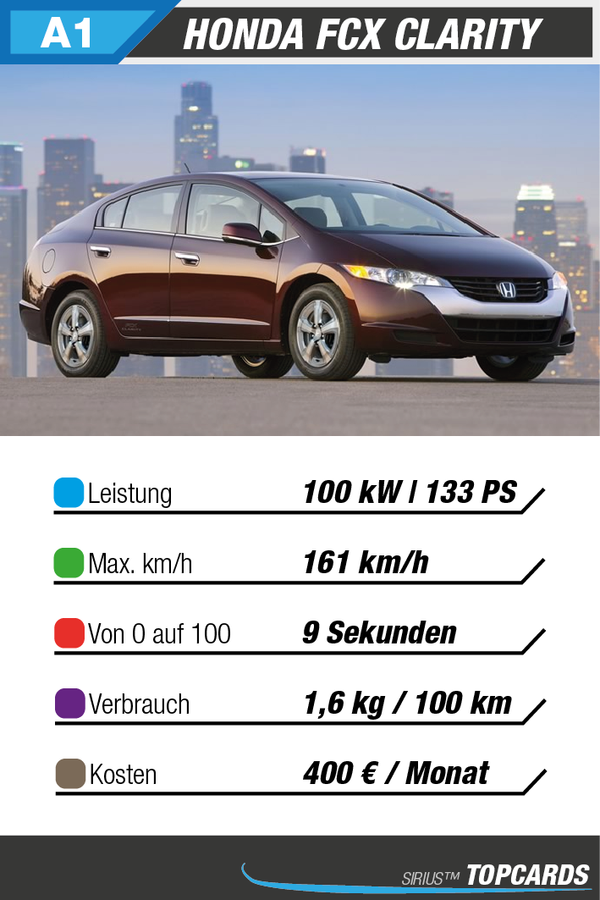 A1 HONDA FCX CLARITY
Leistung 100 kW | 133 PS
Max. km/h 161 km/h
Von 0 auf 100 9 Sekunden
Verbrauch 1,6 kg / 100 km
Kosten 400 € / Monat
SIRIUS™ TOPCARDS